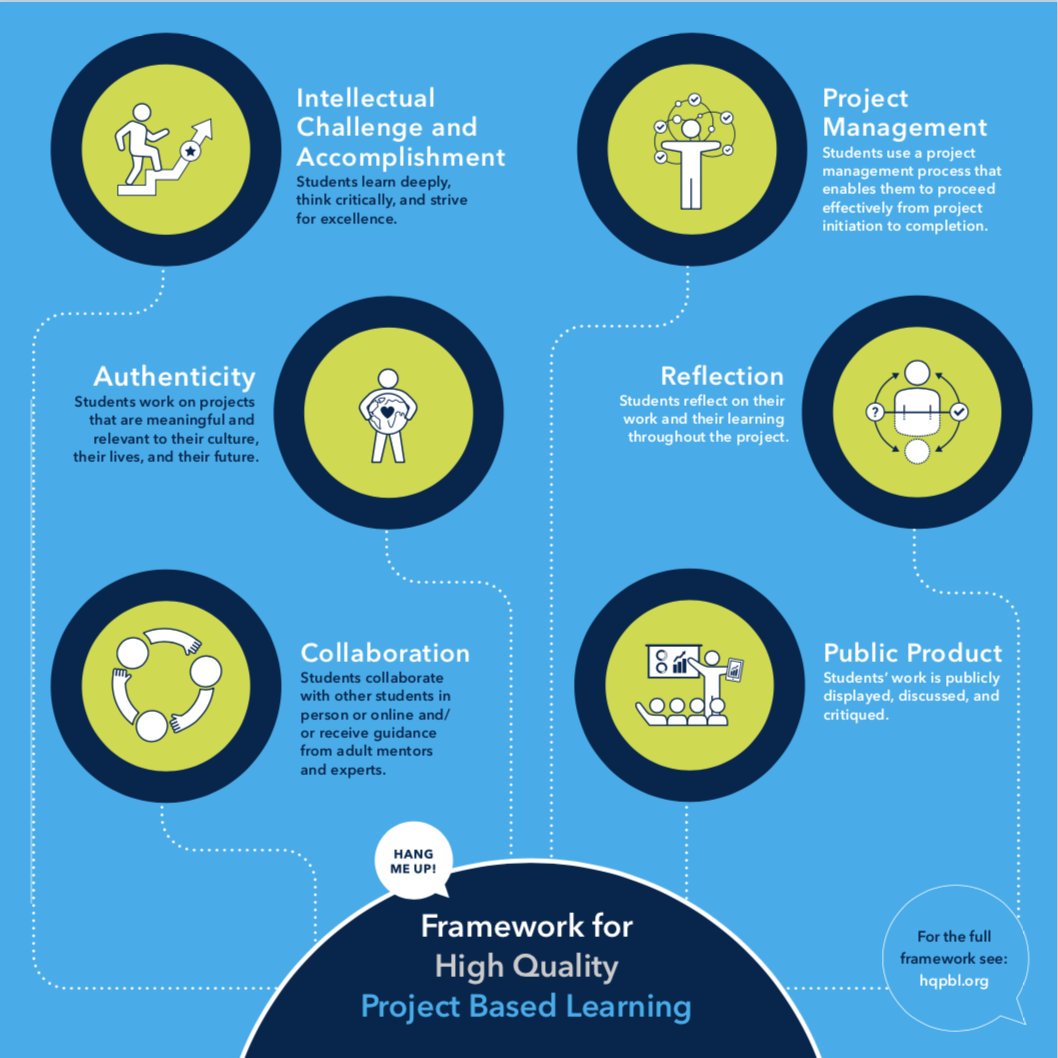 Intellectual
Challenge and
Accomplishment
Students learn deeply,
think critically, and strive
for excellence.
Project
Management
Students use a project
management process that
enables them to proceed
effectively from project
initiation to completion.
Authenticity
Students work on projects
that are meaningful and
relevant to their culture,
their lives, and their future.
Reflection
Students reflect on their
work and their learning
throughout the project.
?
Collaboration
Students collaborate
with other students in
person or online and/
or receive guidance
from adult mentors
and experts.
Public Product
Students' work is publicly
displayed, discussed, and
critiqued.
HANG
ME UP!
Framework for
High Quality
Project Based Learning
For the full
framework see:
hqpbl.org